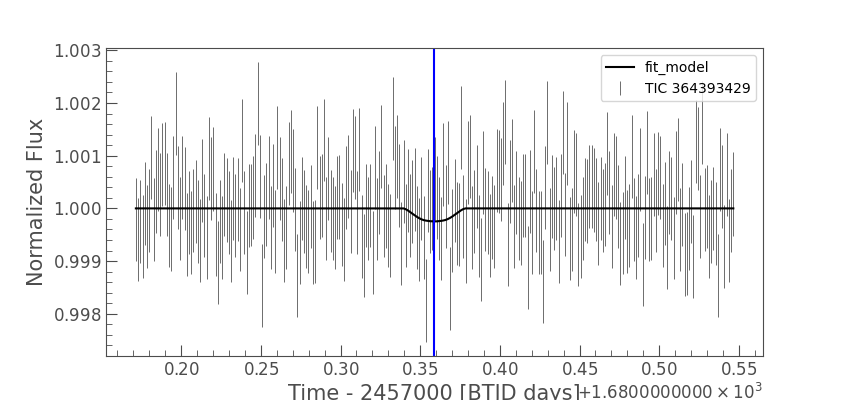 1.003
1.002
1.001
1.000
0.999
0.998
Normalized Flux
fit_model
TIC 364393429
0.20 0.25 0.30 0.35 0.40 0.45 0.50 0.55
Time - 2457000 [BTJD days]
+1.6800000000 × 10³